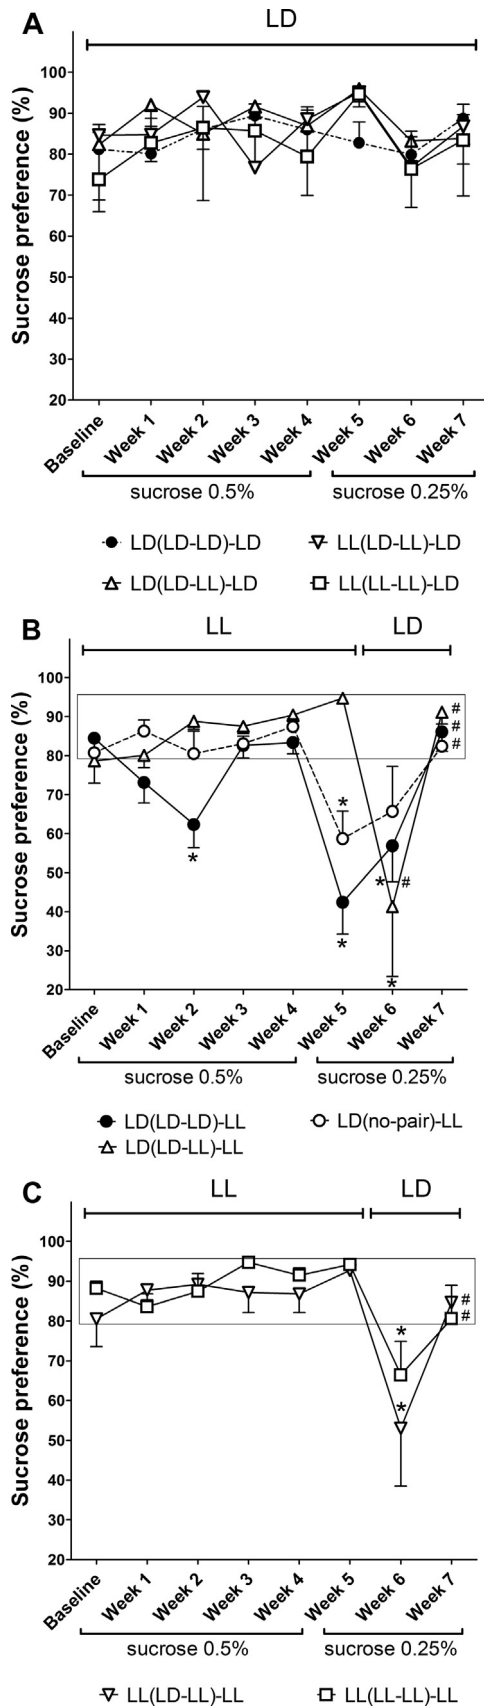 A
LD
Sucrose preference (%)
100
90
80
70
60
50
40
30
20
Baseline
Week 1
Week 2
Week 3
Week 4
Week 5
Week 6
Week 7
sucrose 0.5%
sucrose 0.25%
LD(LD-LD)-LD
LL(LD-LL)-LD
LD(LD-LL)-LD
LL(LL-LL)-LD
B
LL
LD
Sucrose preference (%)
100
90
80
70
60
50
40
30
20
#
#
#
*
*
*
* #
*
Baseline
Week 1
Week 2
Week 3
Week 4
Week 5
Week 6
Week 7
sucrose 0.5%
sucrose 0.25%
LD(LD-LD)-LL
LD(no-pair)-LL
LD(LD-LL)-LL
C
LL
LD
Sucrose preference (%)
100
90
80
70
60
50
40
30
20
#
#
*
*
Baseline
Week 1
Week 2
Week 3
Week 4
Week 5
Week 6
Week 7
sucrose 0.5%
sucrose 0.25%
LL(LD-LL)-LL
LL(LL-LL)-LL